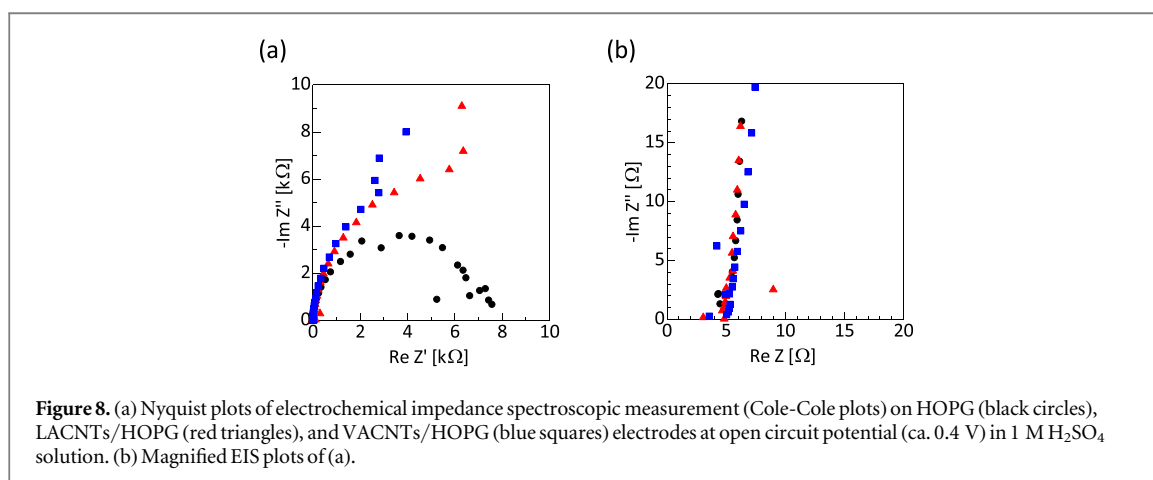 (a)
(b)
10
8
6
4
2
0
-Im Z'' [kΩ]
0 2 4 6 8 10
Re Z' [kΩ]
20
15
10
5
0
-Im Z'' [Ω]
0 5 10 15 20
Re Z [Ω]
Figure 8. (a) Nyquist plots of electrochemical impedance spectroscopic measurement (Cole-Cole plots) on HOPG (black circles),
LACNTs/HOPG (red triangles), and VACNTs/HOPG (blue squares) electrodes at open circuit potential (ca. 0.4 V) in 1 M H₂SO₄
solution. (b) Magnified EIS plots of (a).